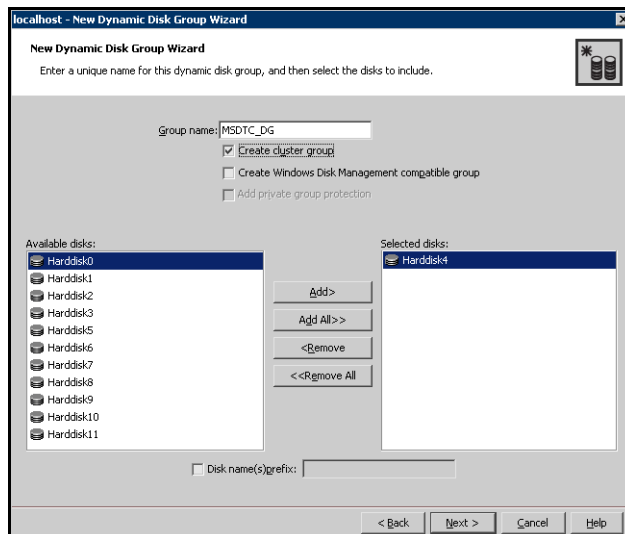 localhost - New Dynamic Disk Group Wizard
New Dynamic Disk Group Wizard
Enter a unique name for this dynamic disk group, and then select the disks to include.
Group name: MSDTC_DG
Create cluster group
Create Windows Disk Management compatible group
Add private group protection
Available disks:
Harddisk0
Harddisk1
Harddisk2
Harddisk3
Harddisk5
Harddisk6
Harddisk7
Harddisk8
Harddisk9
Harddisk10
Harddisk11
Add>
Add All>>
<Remove
<<Remove All
Selected disks:
Harddisk4
Disk name(s)prefix:
< Back
Next >
Cancel
Help